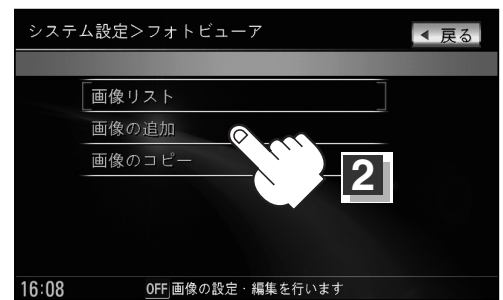 システム設定＞フォトビューア
◀ 戻る
画像リスト
画像の追加
画像のコピー
2
16:08 OFF 画像の設定・編集を行います